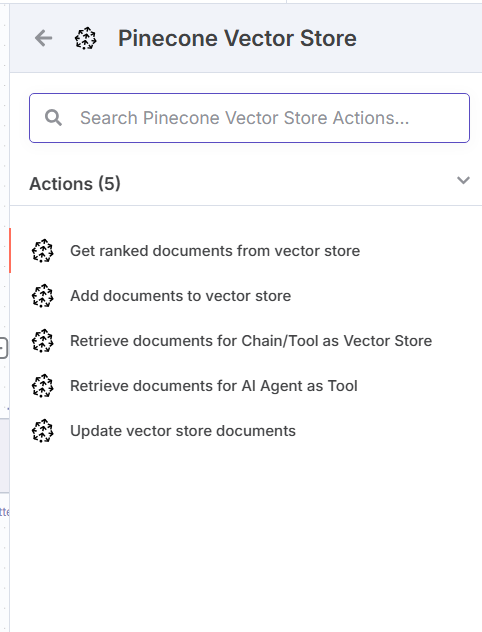 Pinecone Vector Store
Search Pinecone Vector Store Actions...
Actions (5)
Get ranked documents from vector store
Add documents to vector store
Retrieve documents for Chain/Tool as Vector Store
Retrieve documents for AI Agent as Tool
Update vector store documents